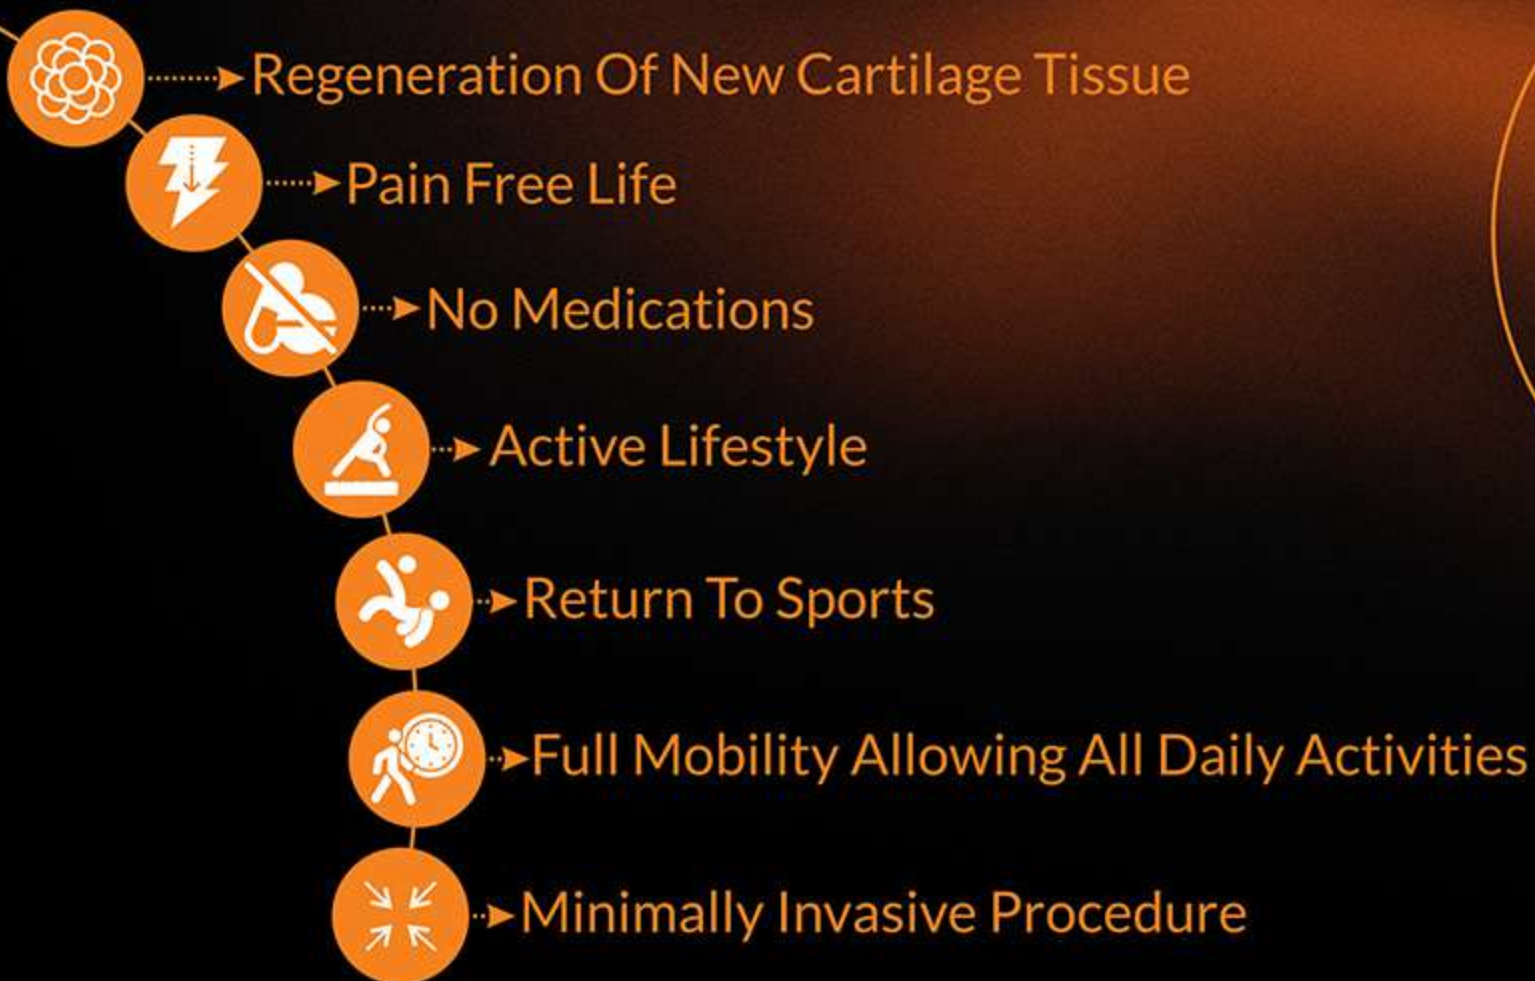 Regeneration Of New Cartilage Tissue
Pain Free Life
No Medications
Active Lifestyle
Return To Sports
Full Mobility Allowing All Daily Activities
Minimally Invasive Procedure